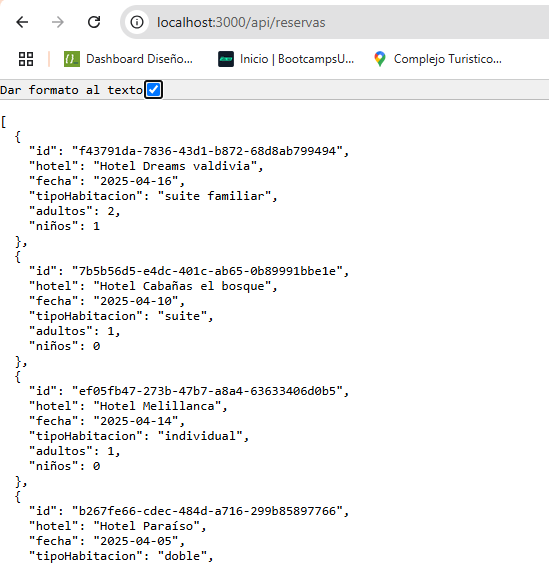 localhost:3000/api/reservas
Dashboard Diseño... Inicio | BootcampsU... Complejo Turistico...
Dar formato al texto
[
  {
    "id": "f43791da-7836-43d1-b872-68d8ab799494",
    "hotel": "Hotel Dreams valdivia",
    "fecha": "2025-04-16",
    "tipoHabitacion": "suite familiar",
    "adultos": 2,
    "niños": 1
  },
  {
    "id": "7b5b56d5-e4dc-401c-ab65-0b89991bbe1e",
    "hotel": "Hotel Cabañas el bosque",
    "fecha": "2025-04-10",
    "tipoHabitacion": "suite",
    "adultos": 1,
    "niños": 0
  },
  {
    "id": "ef05fb47-273b-47b7-a8a4-63633406d0b5",
    "hotel": "Hotel Melillanca",
    "fecha": "2025-04-14",
    "tipoHabitacion": "individual",
    "adultos": 1,
    "niños": 0
  },
  {
    "id": "b267fe66-cdec-484d-a716-299b85897766",
    "hotel": "Hotel Paraíso",
    "fecha": "2025-04-05",
    "tipoHabitacion": "doble",